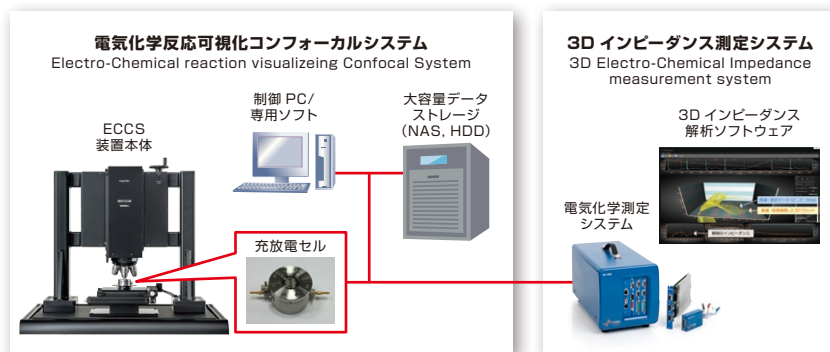 電気化学反応可視化コンフォーカルシステム
Electro-Chemical reaction visualizeing Confocal System
ECCS
装置本体
制御 PC/
専用ソフト
大容量データ
ストレージ
(NAS, HDD)
充放電セル
3D インピーダンス測定システム
3D Electro-Chemical Impedance
measurement system
3D インピーダンス
解析ソフトウェア
電気化学測定
システム